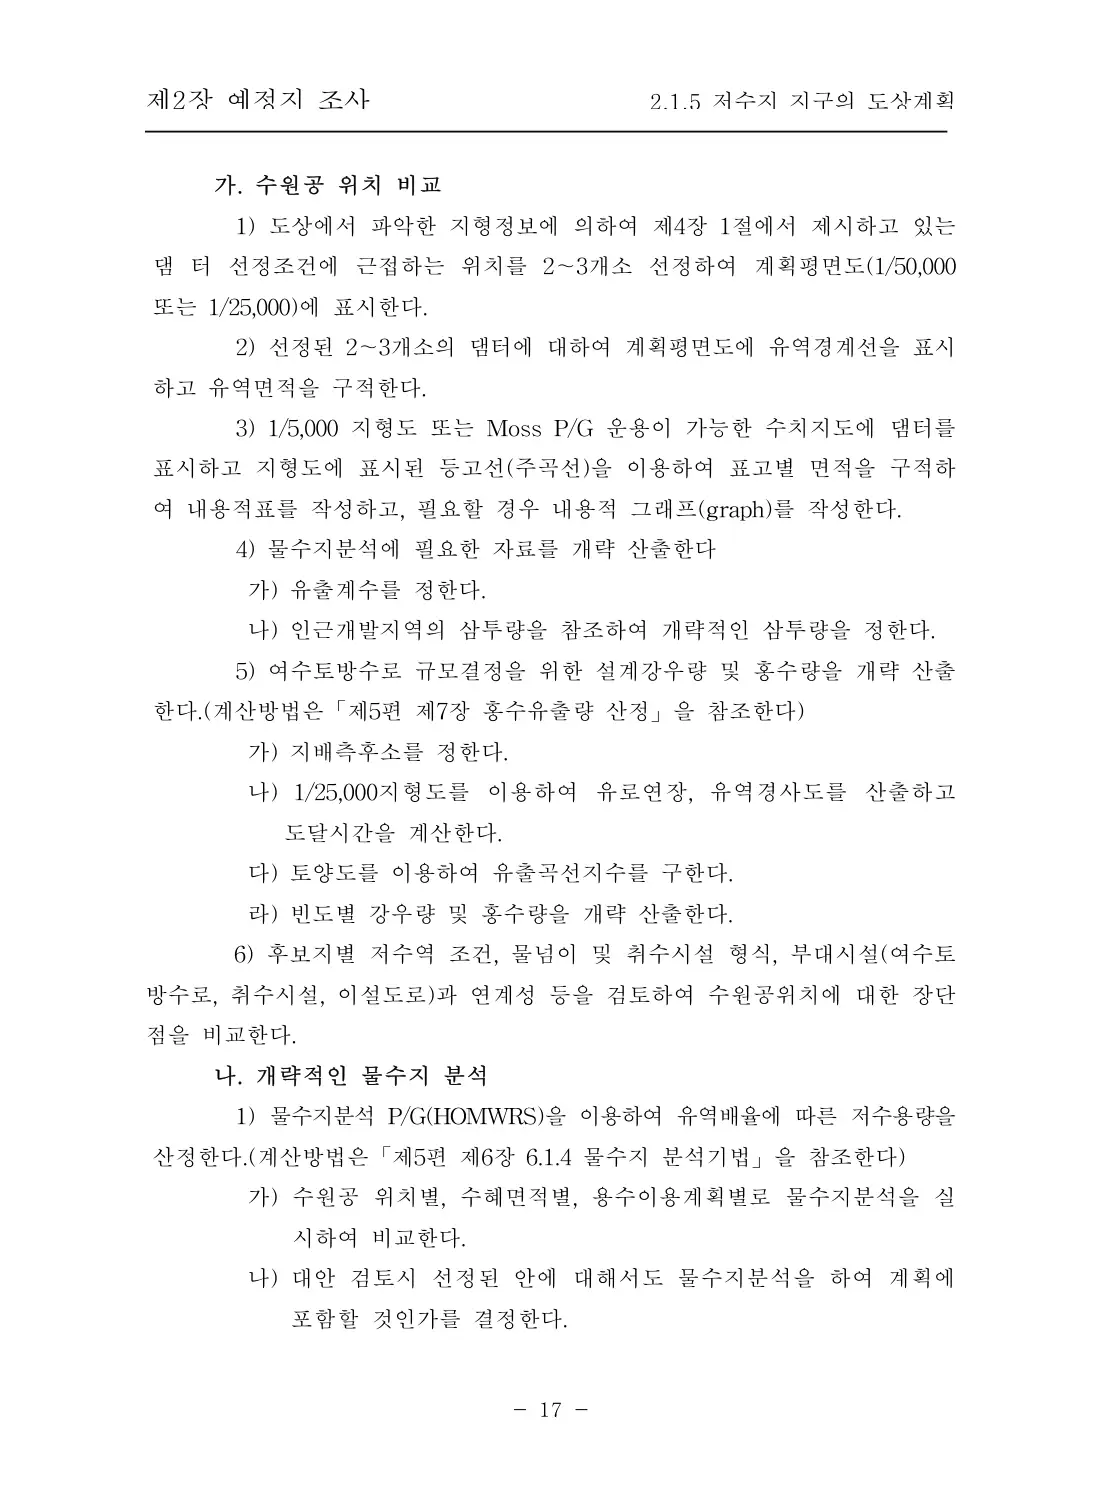 제2장 예정지 조사
2.1.5 저수지 지구의 도상계획
가. 수원공 위치 비교
1) 도상에서 파악한 지형정보에 의하여 제4장 1절에서 제시하고 있는
댐 터 선정조건에 근접하는 위치를 2~3개소 선정하여 계획평면도(1/50,000
또는 1/25,000)에 표시한다.
2) 선정된 2~3개소의 댐터에 대하여 계획평면도에 유역경계선을 표시
하고 유역면적을 구적한다.
3) 1/5,000 지형도 또는 Moss P/G 운용이 가능한 수치지도에 댐터를
표시하고 지형도에 표시된 등고선(주곡선)을 이용하여 표고별 면적을 구적하
여 내용적표를 작성하고, 필요할 경우 내용적 그래프(graph)를 작성한다.
4) 물수지분석에 필요한 자료를 개략 산출한다
가) 유출계수를 정한다.
나) 인근개발지역의 삼투량을 참조하여 개략적인 삼투량을 정한다.
5) 여수토방수로 규모결정을 위한 설계강우량 및 홍수량을 개략 산출
한다.(계산방법은「제5편 제7장 홍수유출량 산정」을 참조한다)
가) 지배측후소를 정한다.
나) 1/25,000지형도를 이용하여 유로연장, 유역경사도를 산출하고
도달시간을 계산한다.
다) 토양도를 이용하여 유출곡선지수를 구한다.
라) 빈도별 강우량 및 홍수량을 개략 산출한다.
6) 후보지별 저수역 조건, 물넘이 및 취수시설 형식, 부대시설(여수토
방수로, 취수시설, 이설도로)과 연계성 등을 검토하여 수원공위치에 대한 장단
점을 비교한다.
나. 개략적인 물수지 분석
1) 물수지분석 P/G(HOMWRS)을 이용하여 유역배율에 따른 저수용량을
산정한다.(계산방법은「제5편 제6장 6.1.4 물수지 분석기법」을 참조한다)
가) 수원공 위치별, 수혜면적별, 용수이용계획별로 물수지분석을 실
시하여 비교한다.
나) 대안 검토시 선정된 안에 대해서도 물수지분석을 하여 계획에
포함할 것인가를 결정한다.
- 17 -